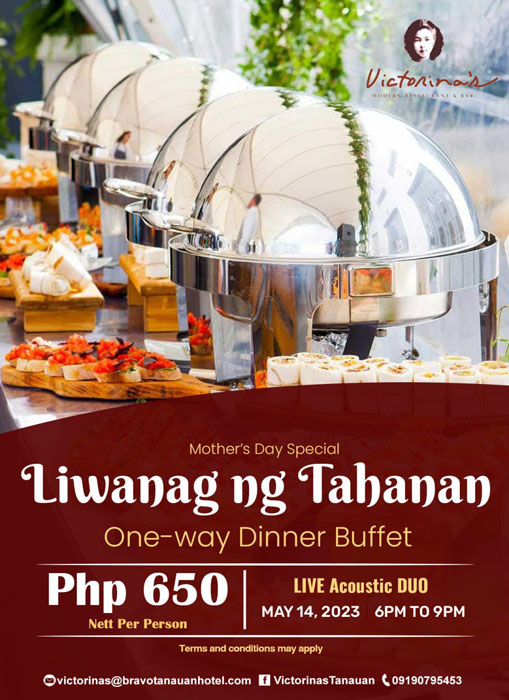 Victorina's
MODERN RESTAURANT & BAR
Mother's Day Special
Liwanag ng Tahanan
One-way Dinner Buffet
Php 650
Nett Per Person
LIVE Acoustic DUO
MAY 14, 2023 | 6PM TO 9PM
Terms and conditions may apply
victorinas@bravotanauanhotel.com VictorinasTanauan 09190795453